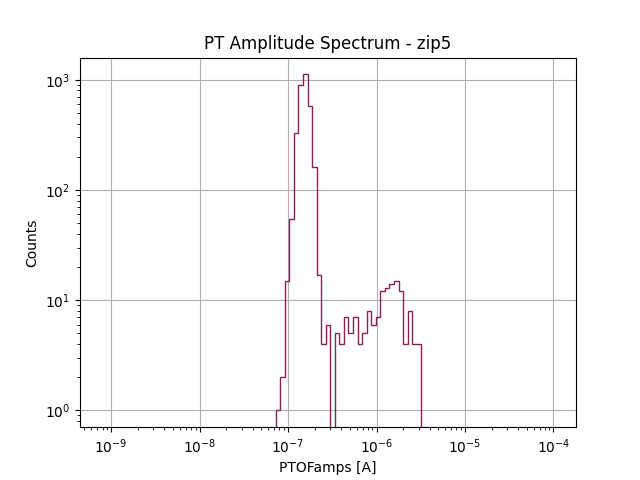 PT Amplitude Spectrum - zip5
10³
10²
10¹
10⁰
Counts
10⁻⁹ 10⁻⁸ 10⁻⁷ 10⁻⁶ 10⁻⁵ 10⁻⁴
PTOFamps [A]